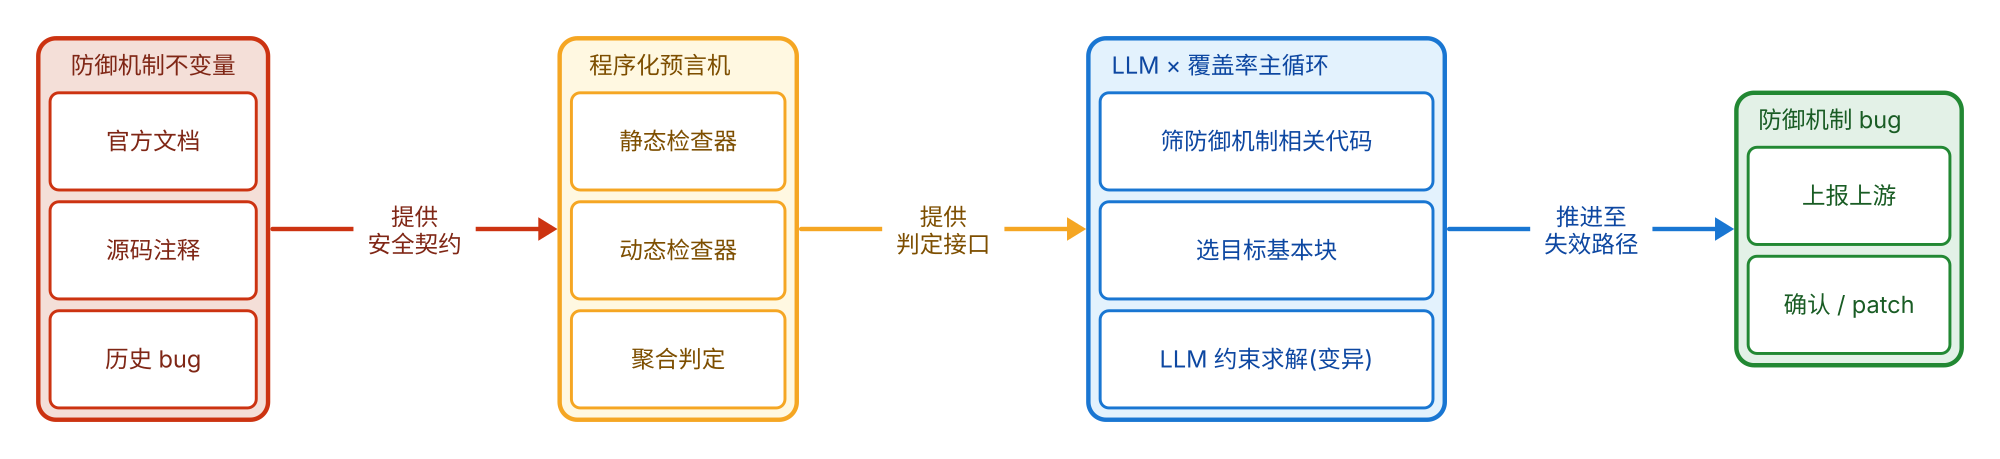 防御机制不变量
官方文档
源码注释
历史 bug
提供
安全契约
程序化预言机
静态检查器
动态检查器
聚合判定
提供
判定接口
LLM × 覆盖率主循环
筛防御机制相关代码
选目标基本块
LLM 约束求解(变异)
推进至
失效路径
防御机制 bug
上报上游
确认 / patch